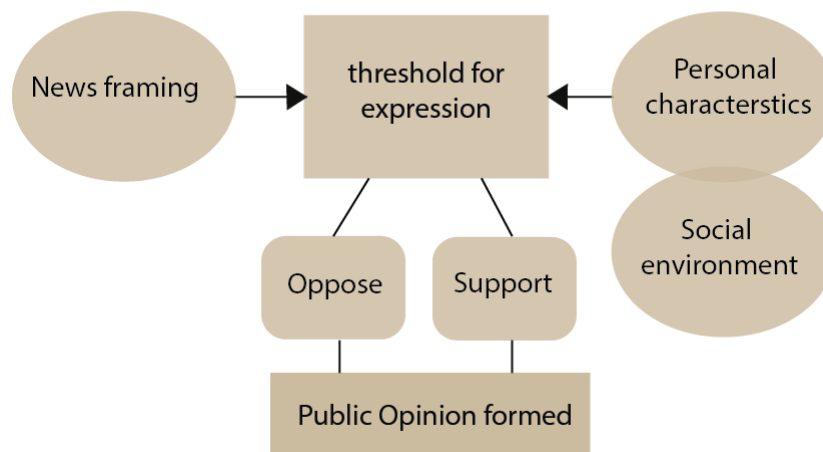 News framing
threshold for
expression
Personal
characterstics
Social
environment
Oppose
Support
Public Opinion formed